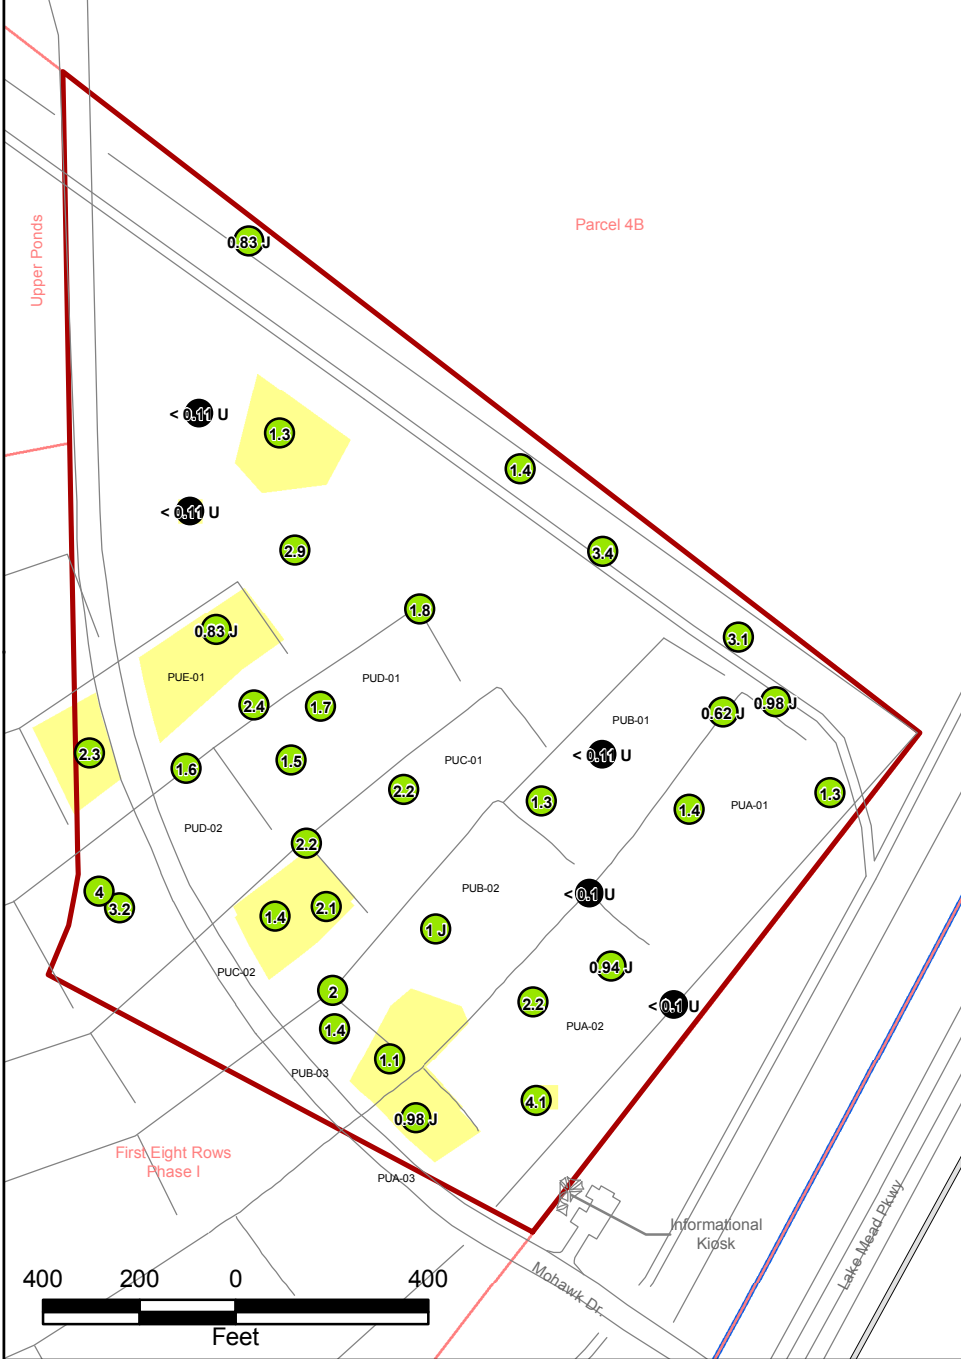 Parcel 4B
Upper Ponds
0.83 J
< 0.11 U
1.3
1.4
< 0.11 U
2.9
3.4
1.8
0.83 J
3.1
PUE-01
PUD-01
2.4
1.7
0.98 J
0.62 J
PUB-01
2.3
1.6
1.5
PUC-01
< 0.11 U
2.2
1.3
1.4
PUA-01
1.3
PUD-02
2.2
4
3.2
PUB-02
< 0.1 U
1.4
2.1
1 J
PUC-02
0.94 J
2
2.2
< 0.1 U
1.4
PUA-02
PUB-03
1.1
4.1
0.98 J
First Eight Rows
Phase I
PUA-03
Informational
Kiosk
Lake Mead Pkwy
Mohawk Dr.
400 200 0 400
Feet